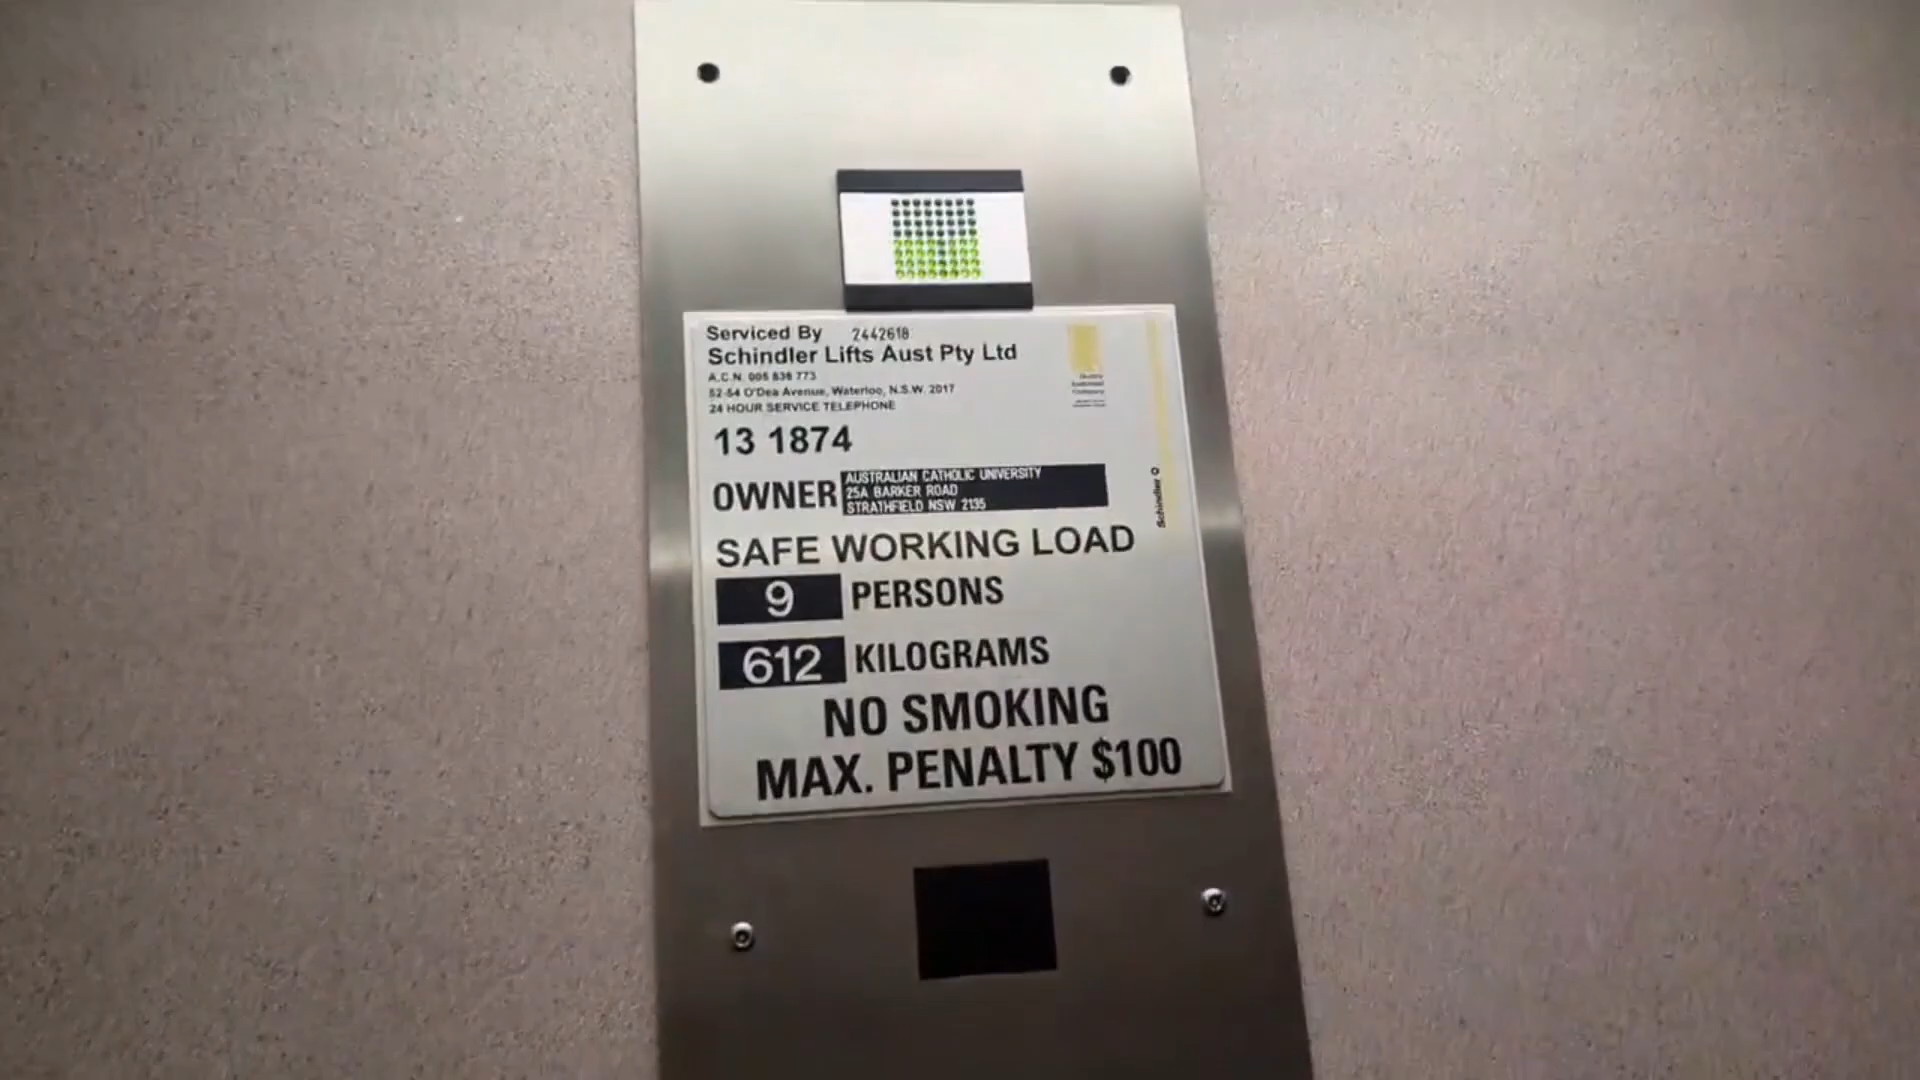 Serviced By 2442618
Schindler Lifts Aust Pty Ltd
A.C.N. 005 838 773
52-54 O'Dea Avenue, Waterloo, N.S.W. 2017
24 HOUR SERVICE TELEPHONE
13 1874
OWNER AUSTRALIAN CATHOLIC UNIVERSITY
25A BARKER ROAD
STRATHFIELD NSW 2135
Schindler
SAFE WORKING LOAD
9 PERSONS
612 KILOGRAMS
NO SMOKING
MAX. PENALTY $100